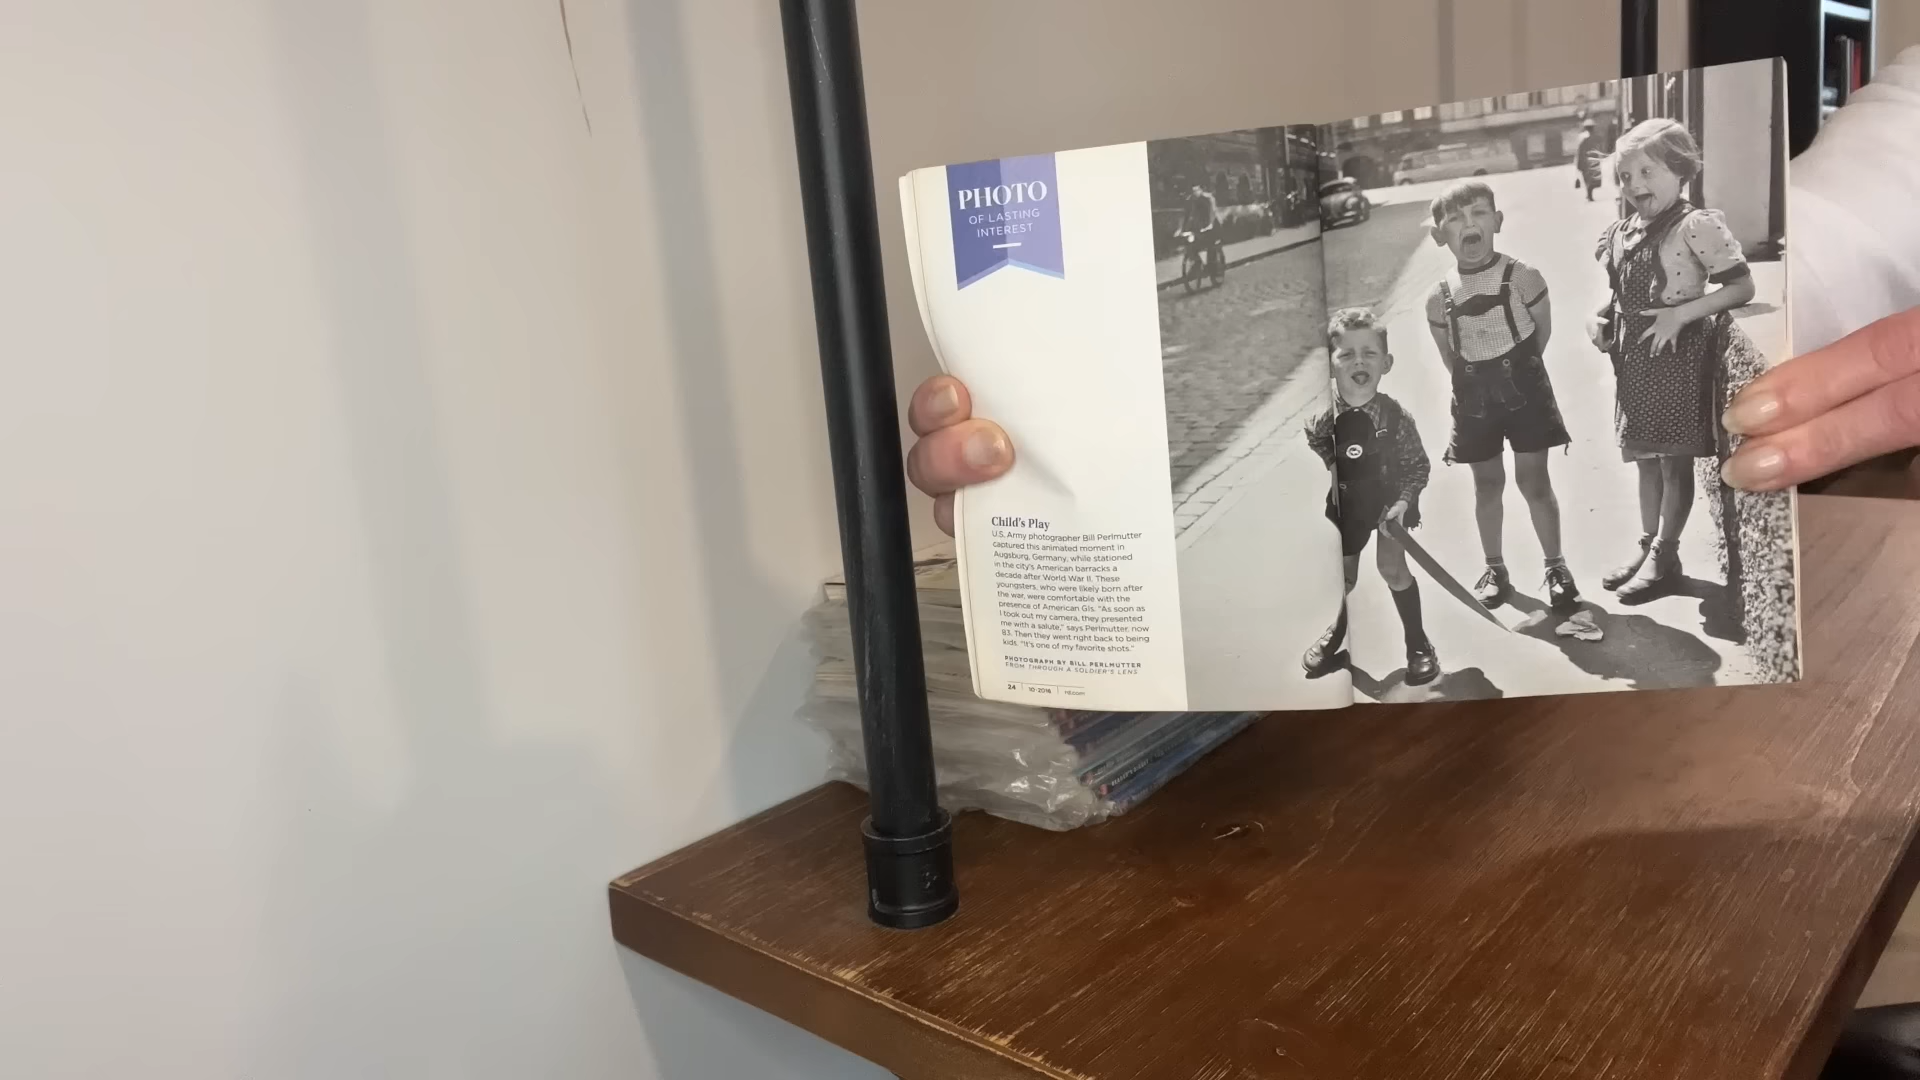 PHOTO
OF LASTING
INTEREST
Child's Play
U.S. Army photographer Bill Perlmutter
captured this animated moment in
Augsburg, Germany, while stationed
in the city's American barracks a
decade after World War II. These
youngsters, who were likely born after
the war, were comfortable with the
presence of American GIs. "As soon as
I took out my camera, they presented
me with a salute," says Perlmutter, now
83. Then they went right back to being
kids. "It's one of my favorite shots."
PHOTOGRAPH BY BILL PERLMUTTER
FROM THROUGH A SOLDIER'S LENS
24 | 10•2016 | rd.com